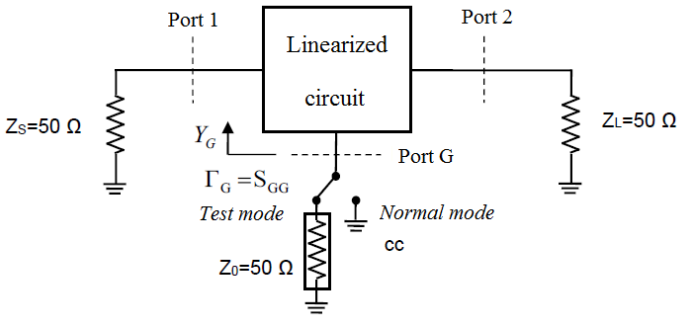 Port 1
Port 2
Linearized
circuit
Z_S=50 Ω
Z_L=50 Ω
Y_G
Port G
Γ_G =S_GG
Test mode
Normal mode
cc
Z_0=50 Ω